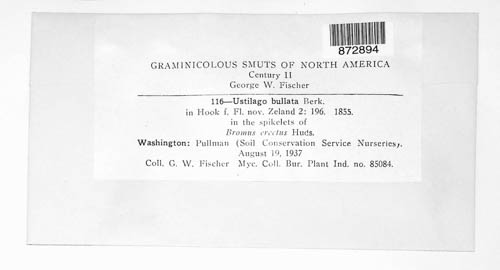 872894
GRAMINICOLOUS SMUTS OF NORTH AMERICA
Century II
George W. Fischer
116—Ustilago bullata Berk.
in Hook f. Fl. nov. Zeland 2: 196. 1855.
in the spikelets of
Bromus erectus Huds.
Washington: Pullman (Soil Conservation Service Nurseries),
August 19, 1937
Coll. G. W. Fischer Myc. Coll. Bur. Plant Ind. no. 85084.